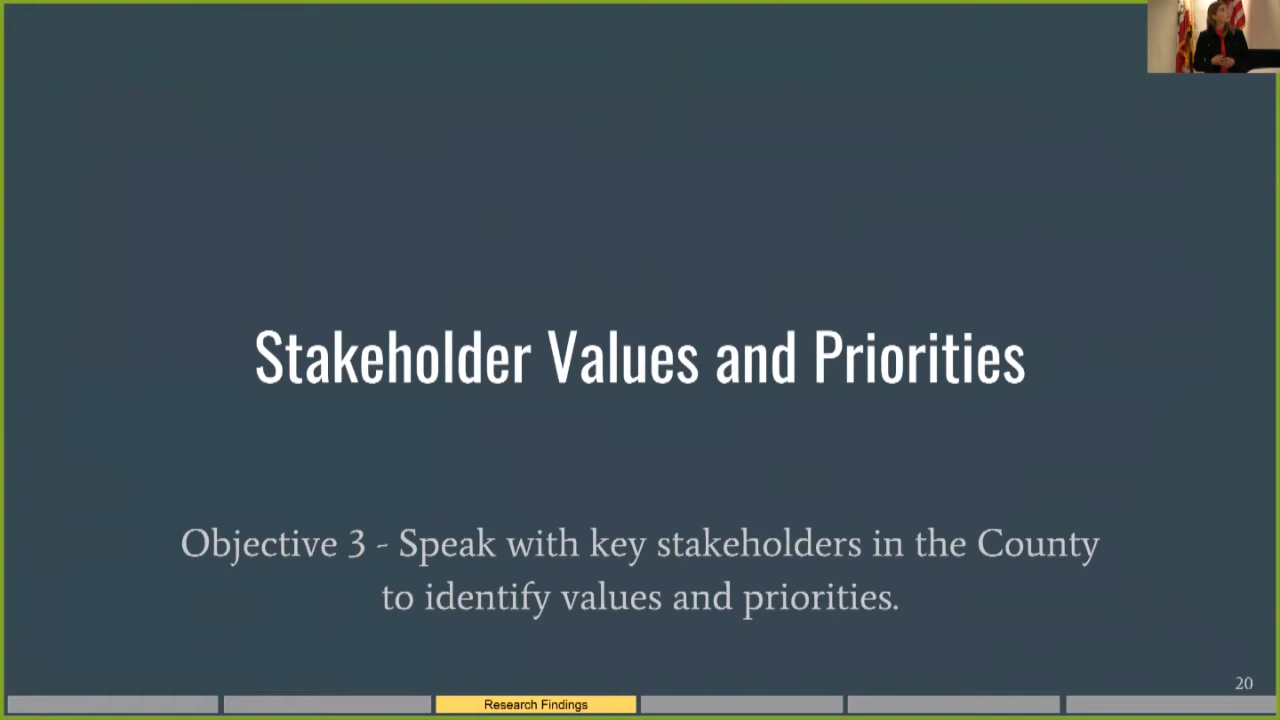 Stakeholder Values and Priorities
Objective 3 - Speak with key stakeholders in the County
to identify values and priorities.
20
Research Findings